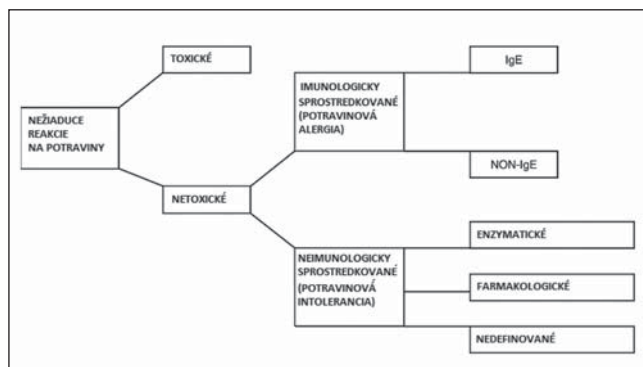 NEŽIADUCE
REAKCIE
NA POTRAVINY
TOXICKÉ
NETOXICKÉ
IMUNOLOGICKY
SPROSTREDKOVANÉ
(POTRAVINOVÁ
ALERGIA)
IgE
NON-IgE
NEIMUNOLOGICKY
SPROSTREDKOVANÉ
(POTRAVINOVÁ
INTOLERANCIA)
ENZYMATICKÉ
FARMAKOLOGICKÉ
NEDEFINOVANÉ